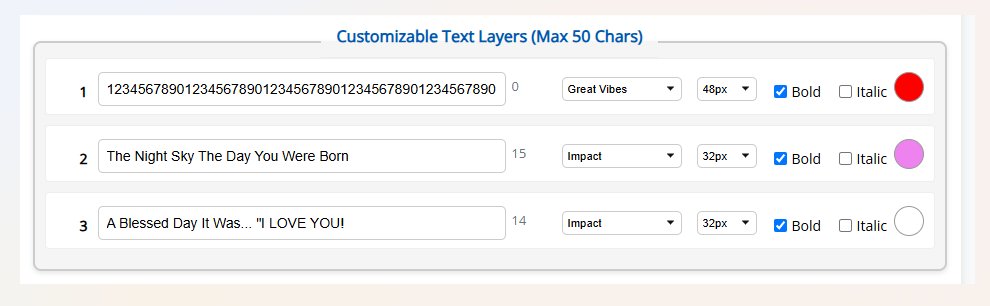 Customizable Text Layers (Max 50 Chars)
1 12345678901234567890123456789012345678901234567890 0 Great Vibes 48px Bold Italic
2 The Night Sky The Day You Were Born 15 Impact 32px Bold Italic
3 A Blessed Day It Was... "I LOVE YOU! 14 Impact 32px Bold Italic